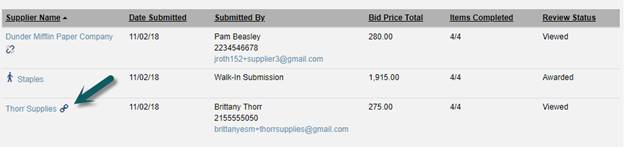 Supplier Name Date Submitted Submitted By Bid Price Total Items Completed Review Status
Dunder Mifflin Paper Company 11/02/18 Pam Beasley 280.00 4/4 Viewed
2234546678
jroth152+supplier3@gmail.com
Staples 11/02/18 Walk-In Submission 1,915.00 4/4 Awarded
Thorr Supplies 11/02/18 Brittany Thorr 275.00 4/4 Viewed
2155555050
brittanyesm+thorrsupplies@gmail.com